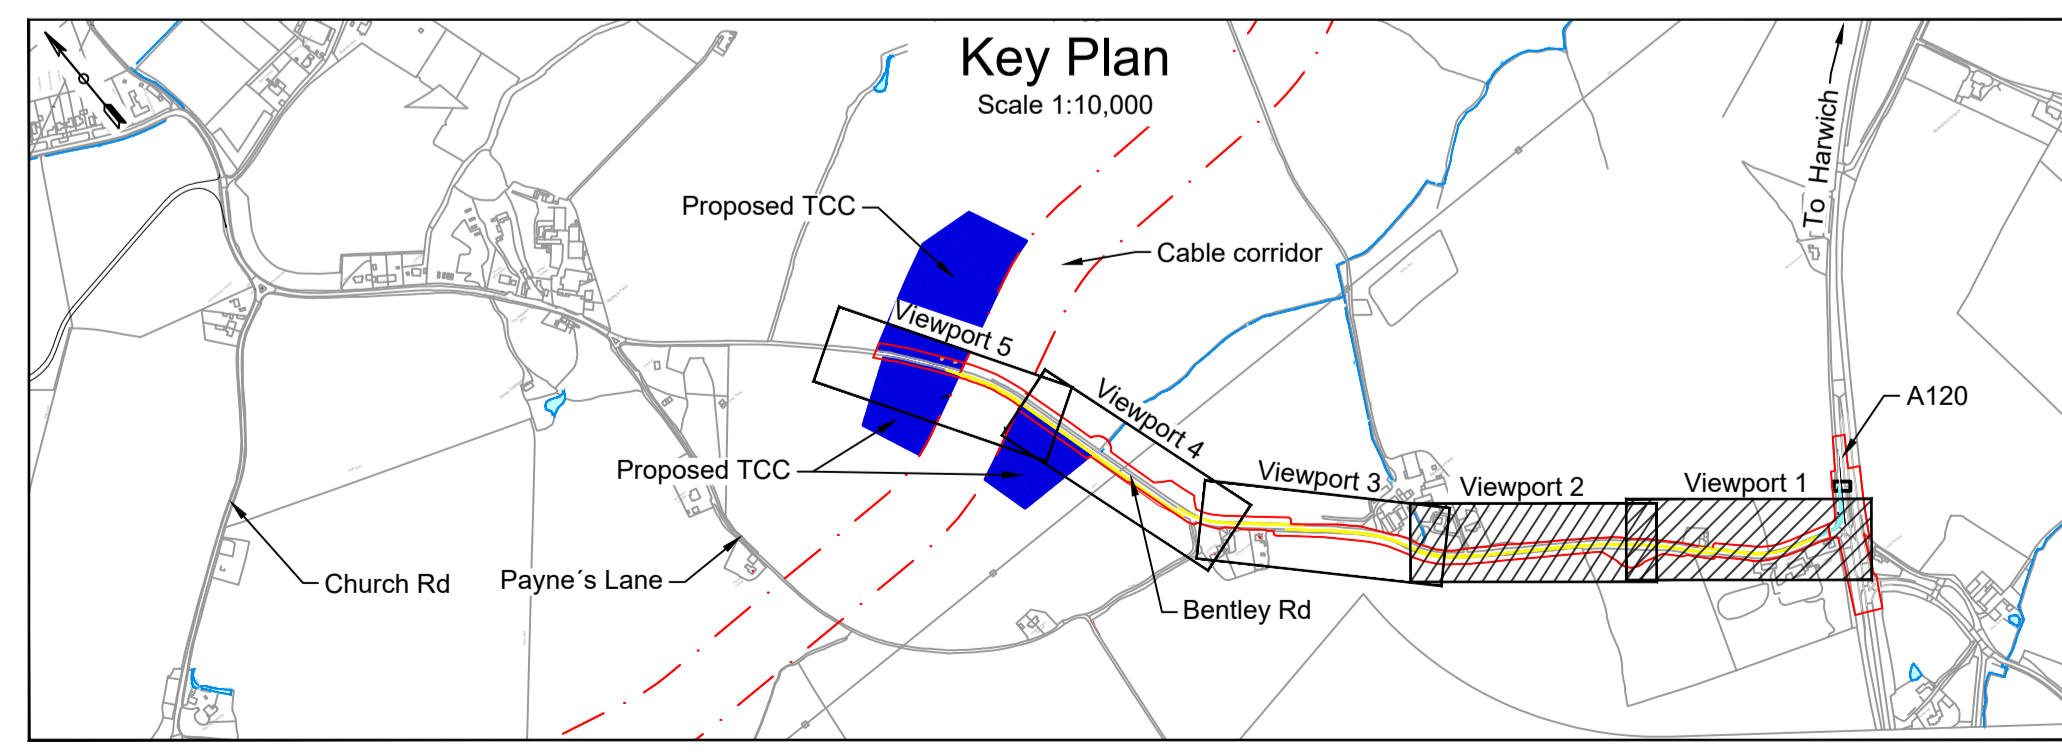 Key Plan
Scale 1:10,000
To Harwich
Proposed TCC
Cable corridor
Viewport 5
Viewport 4
A120
Proposed TCC
Viewport 3
Viewport 2
Viewport 1
Church Rd
Payne´s Lane
Bentley Rd